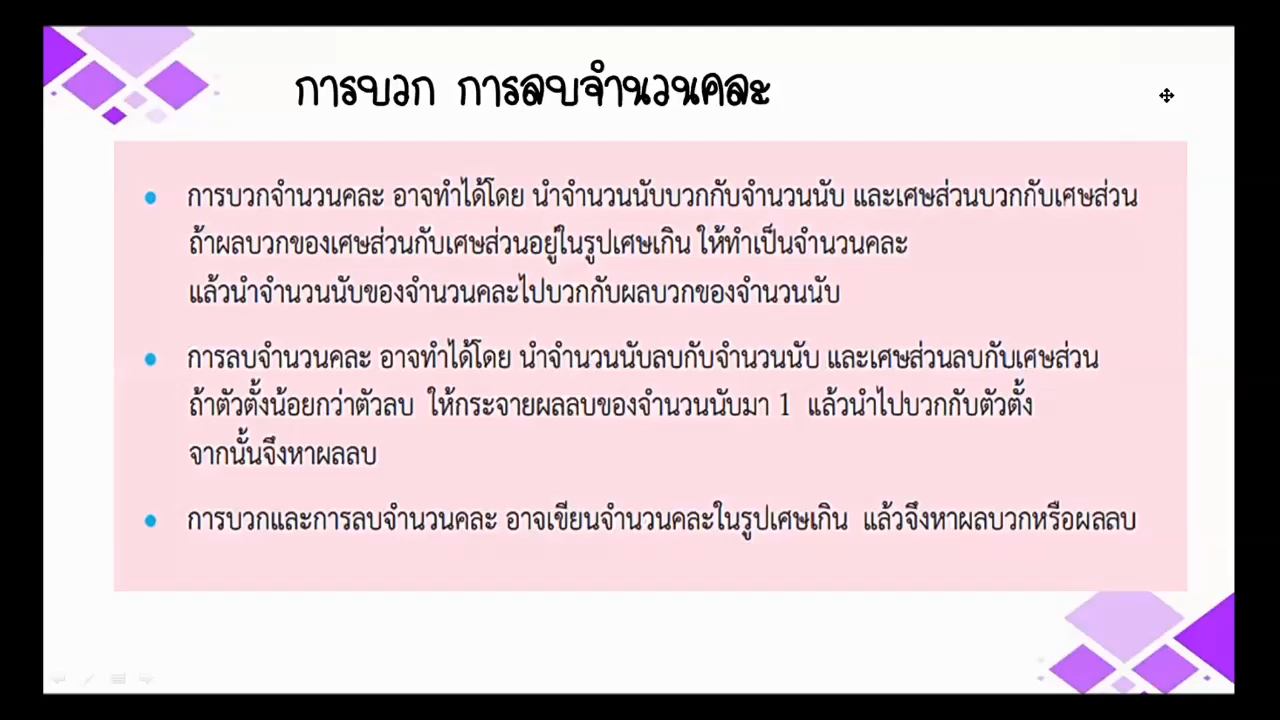 การบวก การลบจำนวนคละ
• การบวกจำนวนคละ อาจทำได้โดย นำจำนวนนับบวกกับจำนวนนับ และเศษส่วนบวกกับเศษส่วน
ถ้าผลบวกของเศษส่วนกับเศษส่วนอยู่ในรูปเศษเกิน ให้ทำเป็นจำนวนคละ
แล้วนำจำนวนนับของจำนวนคละไปบวกกับผลบวกของจำนวนนับ
• การลบจำนวนคละ อาจทำได้โดย นำจำนวนนับลบกับจำนวนนับ และเศษส่วนลบกับเศษส่วน
ถ้าตัวตั้งน้อยกว่าตัวลบ ให้กระจายผลลบของจำนวนนับมา 1 แล้วนำไปบวกกับตัวตั้ง
จากนั้นจึงหาผลลบ
• การบวกและการลบจำนวนคละ อาจเขียนจำนวนคละในรูปเศษเกิน แล้วจึงหาผลบวกหรือผลลบ